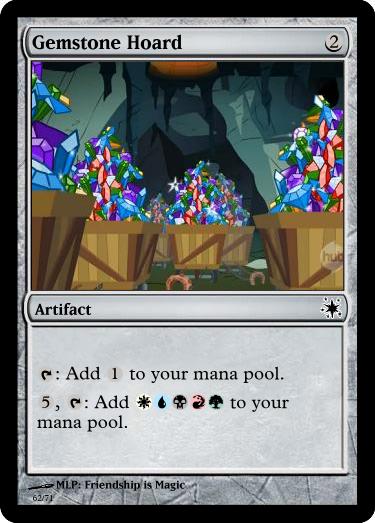 Gemstone Hoard 2
hub
Artifact
: Add 1 to your mana pool.
5, : Add to your
mana pool.
MLP: Friendship is Magic
62/71